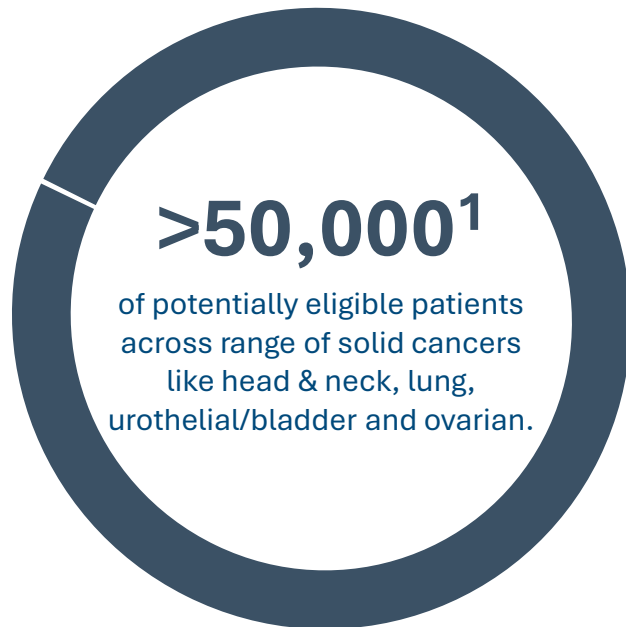 >50,000¹
of potentially eligible patients
across range of solid cancers
like head & neck, lung,
urothelial/bladder and ovarian.